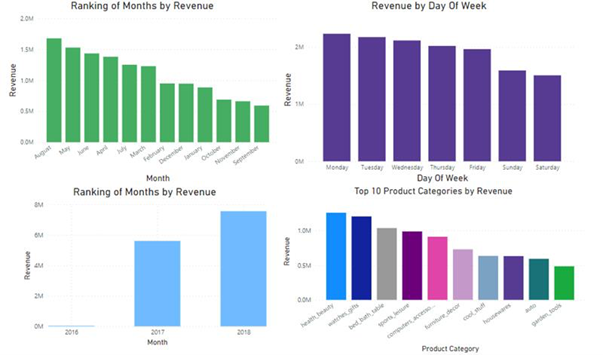 Ranking of Months by Revenue
2.0M
1.5M
1.0M
0.5M
0.0M
Revenue
August
May
June
April
July
March
February
December
January
October
November
September
Month
Revenue by Day Of Week
2M
1M
0M
Revenue
Monday
Tuesday
Wednesday
Thursday
Friday
Sunday
Saturday
Day Of Week
Ranking of Months by Revenue
8M
6M
4M
2M
0M
Revenue
2016
2017
2018
Month
Top 10 Product Categories by Revenue
1.0M
0.5M
0.0M
Revenue
health_beauty
watches_gifts
bed_bath_table
sports_leisure
computers_accesso...
furniture_decor
cool_stuff
housewares
auto
garden_tools
Product Category